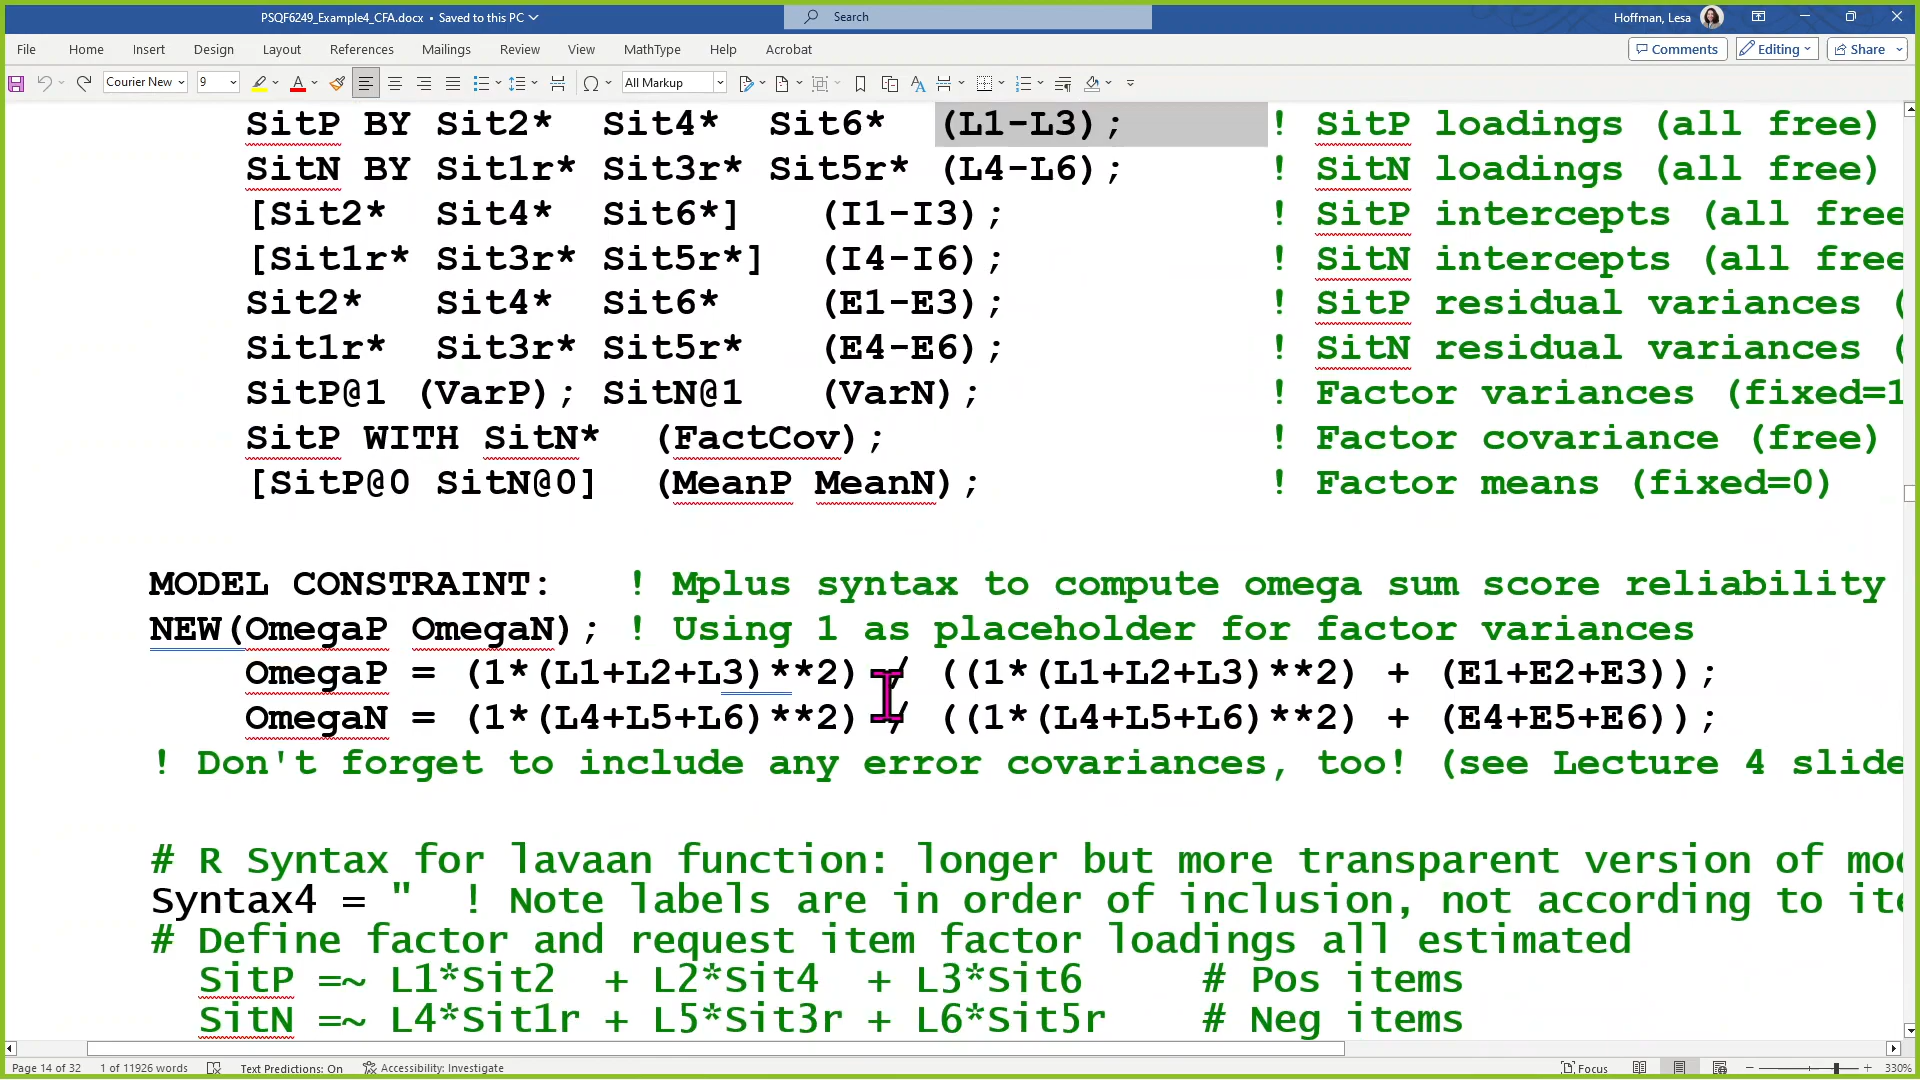 PSQF6249_Example4_CFA.docx • Saved to this PC
Search
Hoffman, Lesa
File Home Insert Design Layout References Mailings Review View MathType Help Acrobat
Comments Editing Share
Courier New 9 All Markup
SitP BY Sit2* Sit4* Sit6* (L1-L3); ! SitP loadings (all free)
SitN BY Sit1r* Sit3r* Sit5r* (L4-L6); ! SitN loadings (all free)
[Sit2* Sit4* Sit6*] (I1-I3); ! SitP intercepts (all free
[Sit1r* Sit3r* Sit5r*] (I4-I6); ! SitN intercepts (all free
Sit2* Sit4* Sit6* (E1-E3); ! SitP residual variances (
Sit1r* Sit3r* Sit5r* (E4-E6); ! SitN residual variances (
SitP@1 (VarP); SitN@1 (VarN); ! Factor variances (fixed=1
SitP WITH SitN* (FactCov); ! Factor covariance (free)
[SitP@0 SitN@0] (MeanP MeanN); ! Factor means (fixed=0)
MODEL CONSTRAINT: ! Mplus syntax to compute omega sum score reliability
NEW(OmegaP OmegaN); ! Using 1 as placeholder for factor variances
OmegaP = (1*(L1+L2+L3)**2) / ((1*(L1+L2+L3)**2) + (E1+E2+E3));
OmegaN = (1*(L4+L5+L6)**2) / ((1*(L4+L5+L6)**2) + (E4+E5+E6));
! Don't forget to include any error covariances, too! (see Lecture 4 slide
# R Syntax for lavaan function: longer but more transparent version of mod
Syntax4 = " ! Note labels are in order of inclusion, not according to ite
# Define factor and request item factor loadings all estimated
SitP =~ L1*Sit2 + L2*Sit4 + L3*Sit6 # Pos items
SitN =~ L4*Sit1r + L5*Sit3r + L6*Sit5r # Neg items
Page 14 of 32 1 of 11926 words Text Predictions: On Accessibility: Investigate Focus 330%